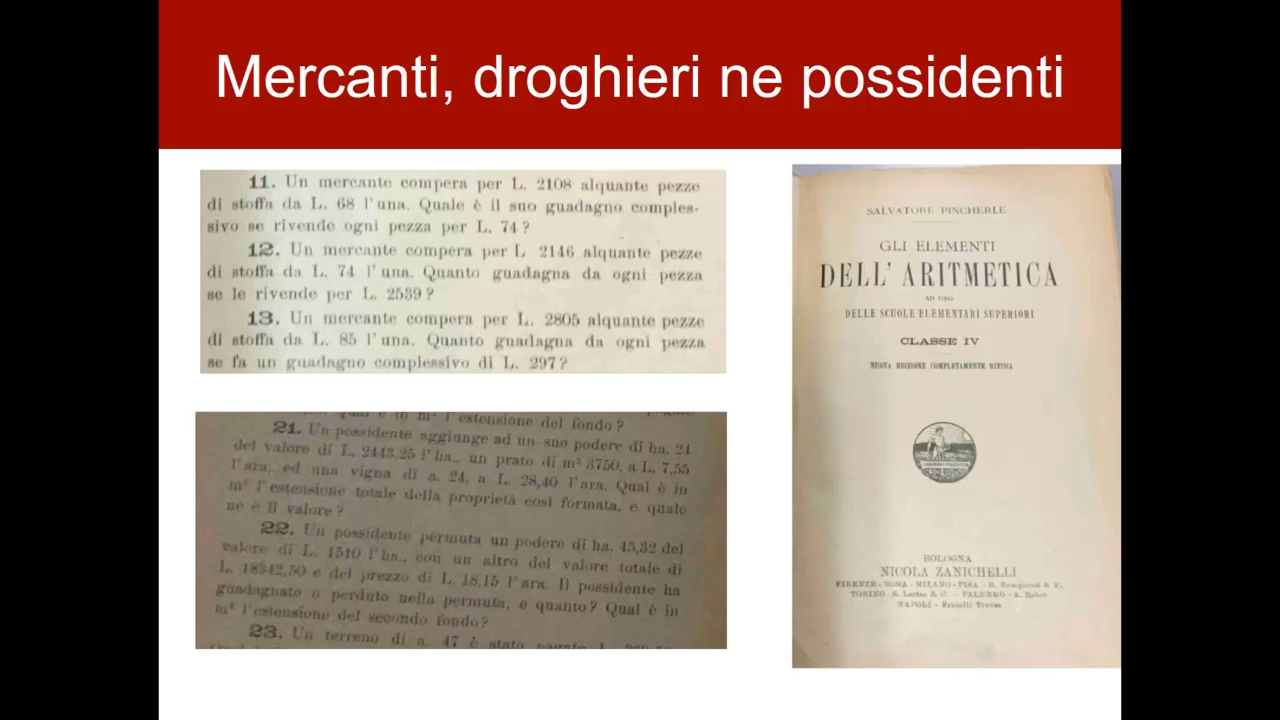 Mercanti, droghieri ne possidenti
11. Un mercante compera per L. 2108 alquante pezze
di stoffa da L. 68 l'una. Quale è il suo guadagno comples-
sivo se rivende ogni pezza per L. 74?
12. Un mercante compera per L 2146 alquante pezze
di stoffa da L. 74 l'una. Quanto guadagna da ogni pezza
se le rivende per L. 2539?
13. Un mercante compera per L. 2805 alquante pezze
di stoffa da L. 85 l'una. Quanto guadagna da ogni pezza
se fa un guadagno complessivo di L. 297?
l'estensione del fondo?
21. Un possidente aggiunge ad un suo podere di ha. 24
del valore di L. 2443,25 l'ha., un prato di m² 3750, a L. 7,55
l'ara, ed una vigna di a. 24, a L. 28,40 l'ara. Qual è in
m² l'estensione totale della proprietà così formata, e quale
ne è il valore?
22. Un possidente permuta un podere di ha. 45,32 del
valore di L. 1510 l'ha., con un altro del valore totale di
L. 18342,50 e del prezzo di L. 18,15 l'ara. Il possidente ha
guadagnato o perduto nella permuta, e quanto? Qual è in
m² l'estensione del secondo fondo?
23. Un terreno di a. 47 è stato pagato L.
SALVATORE PINCHERLE
GLI ELEMENTI
DELL'ARITMETICA
AD USO
DELLE SCUOLE ELEMENTARI SUPERIORI
CLASSE IV
NUOVA EDIZIONE COMPLETAMENTE RIFUSA
BOLOGNA
NICOLA ZANICHELLI
FIRENZE - ROMA - MILANO - PISA - R. Bemporad & F.
TORINO S. Lattes & C. - PALERMO - A. Reber
NAPOLI - Fratelli Treves